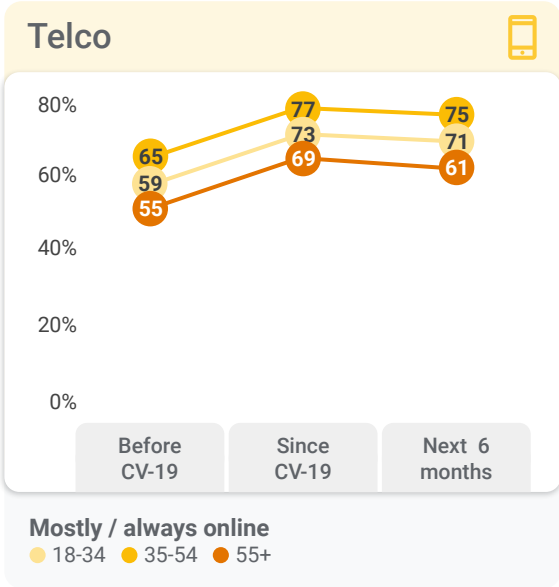 Telco
80%
60%
40%
20%
0%
65
59
55
77
73
69
75
71
61
Before
CV-19
Since
CV-19
Next 6
months
Mostly / always online
18-34 35-54 55+